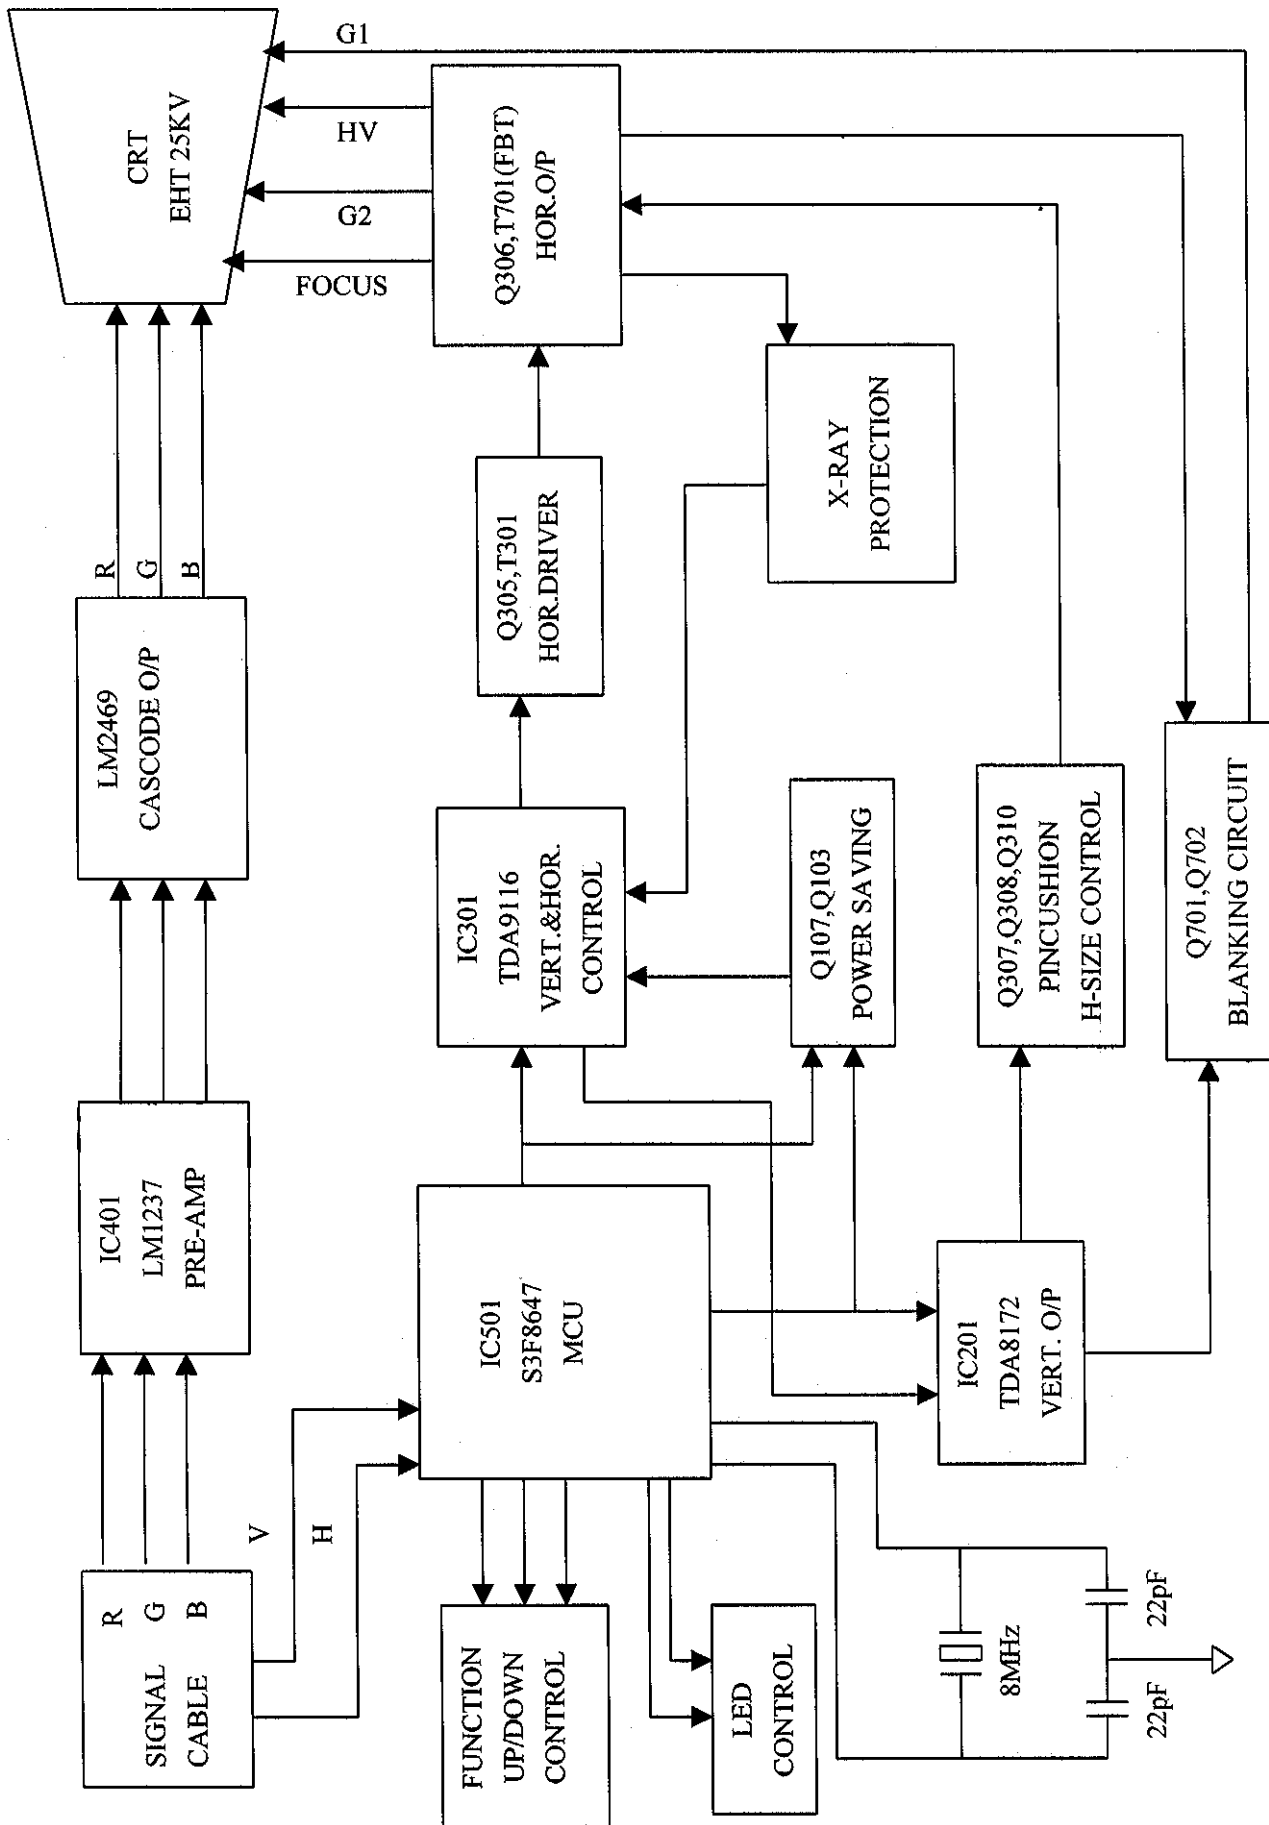 SIGNAL
CABLE
R
G
B
V
H
IC401
LM1237
PRE-AMP
LM2469
CASCODE O/P
R
G
B
CRT
EHT 25KV
G1
HV
G2
FOCUS
FUNCTION
UP/DOWN
CONTROL
LED
CONTROL
IC501
S3F8647
MCU
IC301
TDA9116
VERT.&HOR.
CONTROL
Q305,T301
HOR.DRIVER
Q306,T701(FBT)
HOR.O/P
X-RAY
PROTECTION
Q107,Q103
POWER SAVING
IC201
TDA8172
VERT. O/P
Q307,Q308,Q310
PINCUSHION
H-SIZE CONTROL
Q701,Q702
BLANKING CIRCUIT
8MHz
22pF
22pF